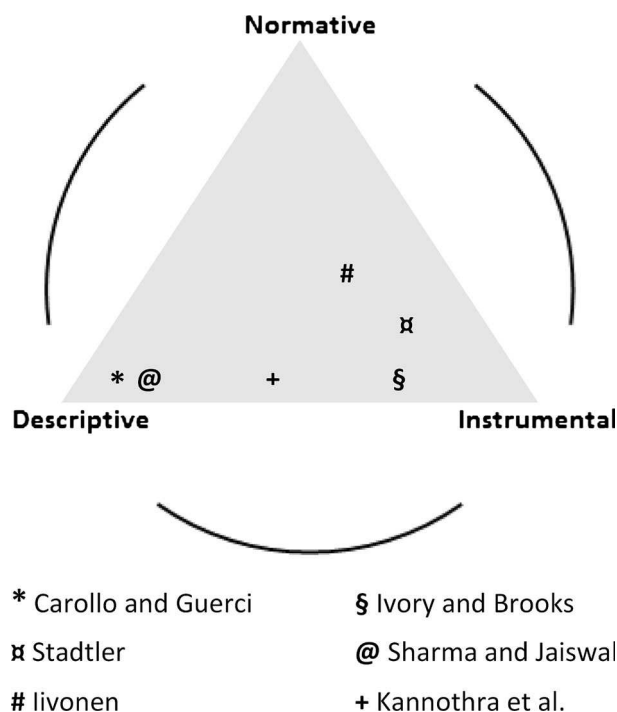 Normative
#
¤
* @ + §
Descriptive Instrumental
* Carollo and Guerci § Ivory and Brooks
¤ Stadtler @ Sharma and Jaiswal
# Iivonen + Kannothra et al.